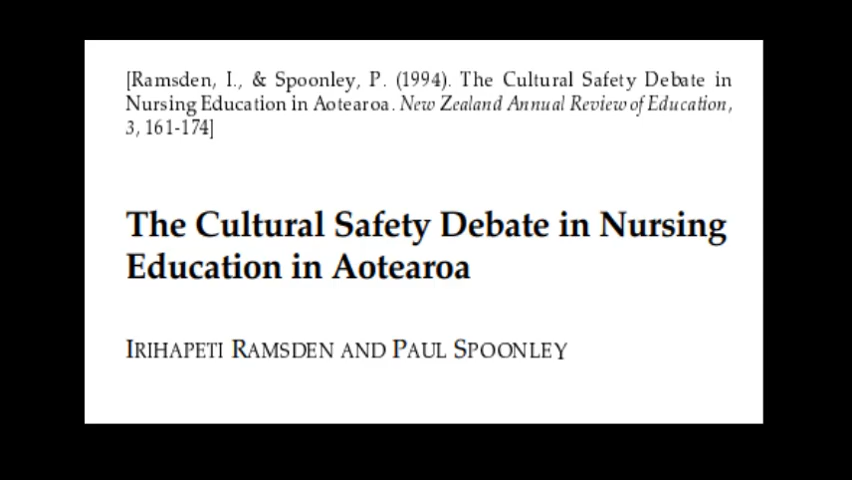 [Ramsden, I., & Spoonley, P. (1994). The Cultural Safety Debate in
Nursing Education in Aotearoa. New Zealand Annual Review of Education,
3, 161-174]
The Cultural Safety Debate in Nursing
Education in Aotearoa
IRIHAPETI RAMSDEN AND PAUL SPOONLEY